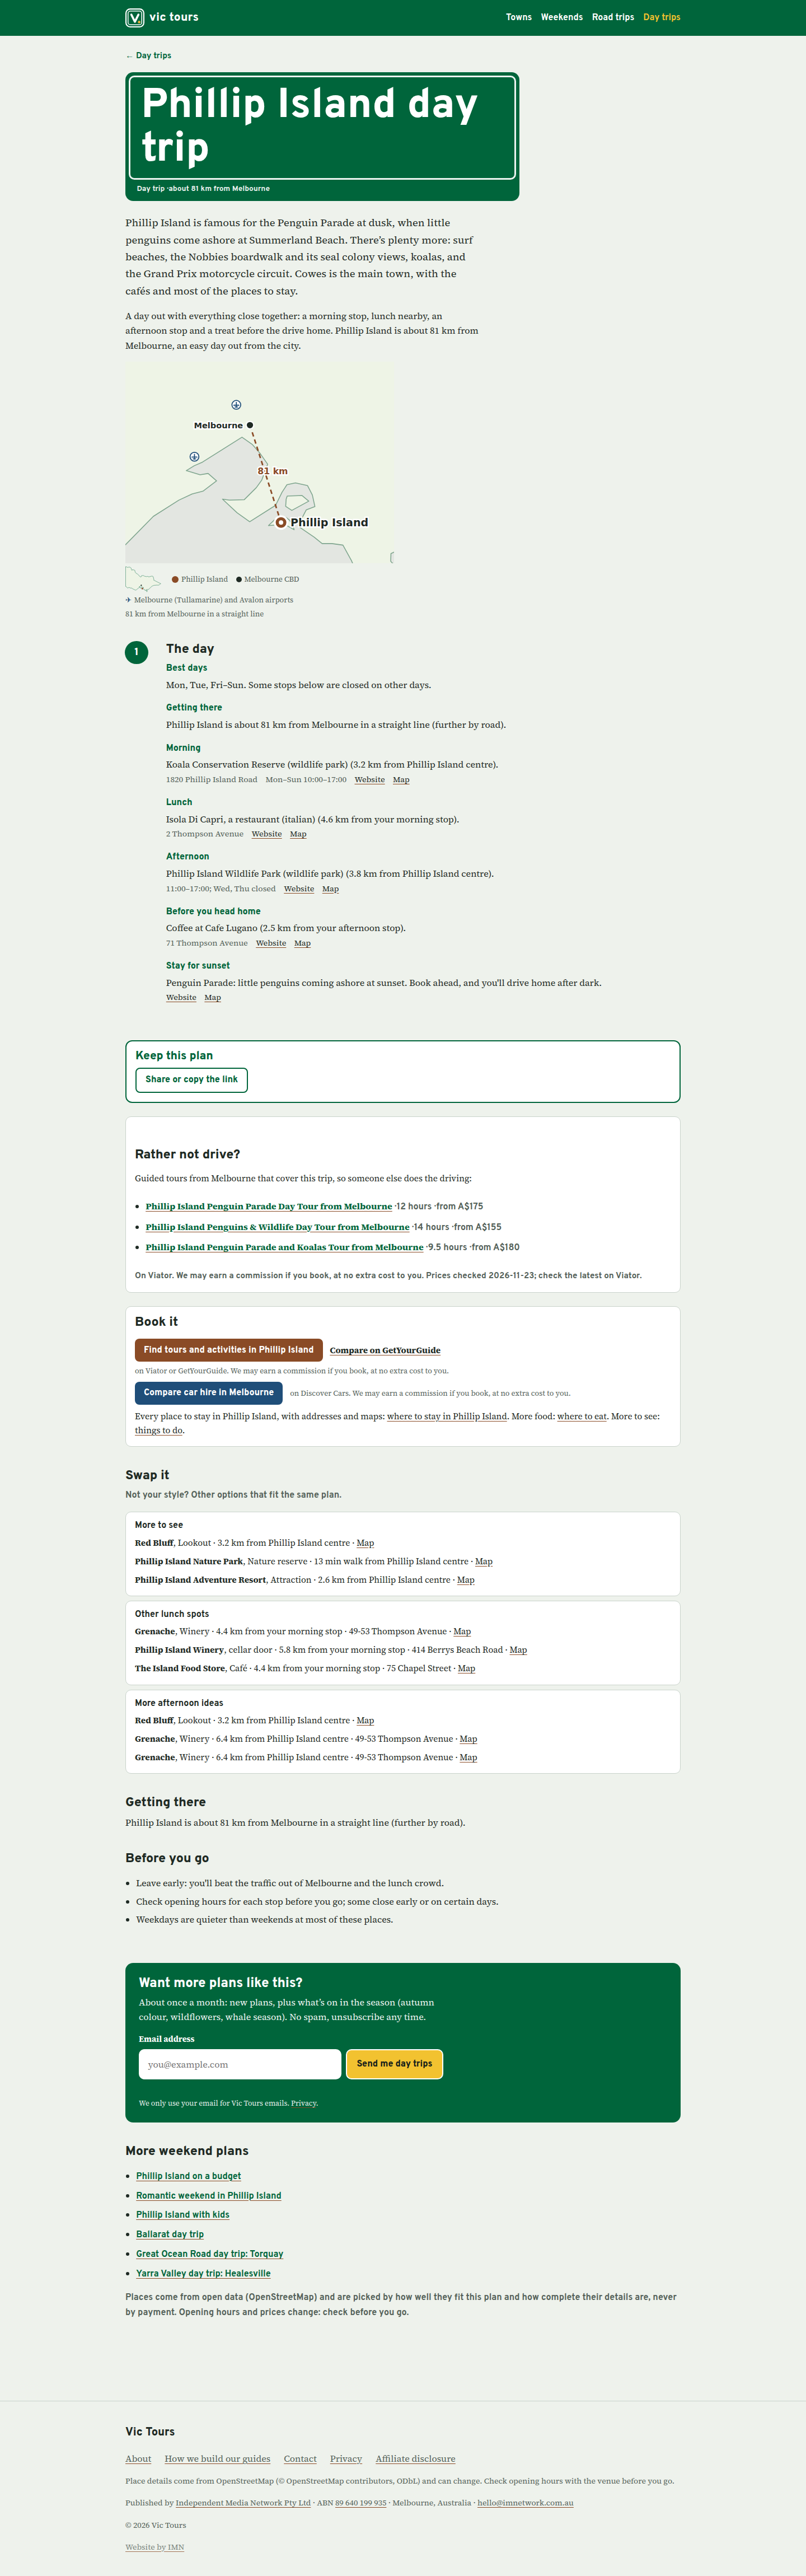 vic tours
Towns Weekends Road trips Day trips
← Day trips
Phillip Island day
trip
Day trip ·about 81 km from Melbourne
Phillip Island is famous for the Penguin Parade at dusk, when little
penguins come ashore at Summerland Beach. There's plenty more: surf
beaches, the Nobbies boardwalk and its seal colony views, koalas, and
the Grand Prix motorcycle circuit. Cowes is the main town, with the
cafés and most of the places to stay.
A day out with everything close together: a morning stop, lunch nearby, an
afternoon stop and a treat before the drive home. Phillip Island is about 81 km from
Melbourne, an easy day out from the city.
Melbourne
81 km
Phillip Island
Phillip Island Melbourne CBD
✈ Melbourne (Tullamarine) and Avalon airports
81 km from Melbourne in a straight line
1
The day
Best days
Mon, Tue, Fri–Sun. Some stops below are closed on other days.
Getting there
Phillip Island is about 81 km from Melbourne in a straight line (further by road).
Morning
Koala Conservation Reserve (wildlife park) (3.2 km from Phillip Island centre).
1820 Phillip Island Road Mon–Sun 10:00–17:00 Website Map
Lunch
Isola Di Capri, a restaurant (italian) (4.6 km from your morning stop).
2 Thompson Avenue Website Map
Afternoon
Phillip Island Wildlife Park (wildlife park) (3.8 km from Phillip Island centre).
11:00–17:00; Wed, Thu closed Website Map
Before you head home
Coffee at Cafe Lugano (2.5 km from your afternoon stop).
71 Thompson Avenue Website Map
Stay for sunset
Penguin Parade: little penguins coming ashore at sunset. Book ahead, and you'll drive home after dark.
Website Map
Keep this plan
Share or copy the link
Rather not drive?
Guided tours from Melbourne that cover this trip, so someone else does the driving:
• Phillip Island Penguin Parade Day Tour from Melbourne ·12 hours ·from A$175
• Phillip Island Penguins & Wildlife Day Tour from Melbourne ·14 hours ·from A$155
• Phillip Island Penguin Parade and Koalas Tour from Melbourne ·9.5 hours ·from A$180
On Viator. We may earn a commission if you book, at no extra cost to you. Prices checked 2026-11-23; check the latest on Viator.
Book it
Find tours and activities in Phillip Island Compare on GetYourGuide
on Viator or GetYourGuide. We may earn a commission if you book, at no extra cost to you.
Compare car hire in Melbourne on Discover Cars. We may earn a commission if you book, at no extra cost to you.
Every place to stay in Phillip Island, with addresses and maps: where to stay in Phillip Island. More food: where to eat. More to see:
things to do.
Swap it
Not your style? Other options that fit the same plan.
More to see
Red Bluff, Lookout · 3.2 km from Phillip Island centre · Map
Phillip Island Nature Park, Nature reserve · 13 min walk from Phillip Island centre · Map
Phillip Island Adventure Resort, Attraction · 2.6 km from Phillip Island centre · Map
Other lunch spots
Grenache, Winery · 4.4 km from your morning stop · 49-53 Thompson Avenue · Map
Phillip Island Winery, cellar door · 5.8 km from your morning stop · 414 Berrys Beach Road · Map
The Island Food Store, Café · 4.4 km from your morning stop · 75 Chapel Street · Map
More afternoon ideas
Red Bluff, Lookout · 3.2 km from Phillip Island centre · Map
Grenache, Winery · 6.4 km from Phillip Island centre · 49-53 Thompson Avenue · Map
Grenache, Winery · 6.4 km from Phillip Island centre · 49-53 Thompson Avenue · Map
Getting there
Phillip Island is about 81 km from Melbourne in a straight line (further by road).
Before you go
• Leave early: you'll beat the traffic out of Melbourne and the lunch crowd.
• Check opening hours for each stop before you go; some close early or on certain days.
• Weekdays are quieter than weekends at most of these places.
Want more plans like this?
About once a month: new plans, plus what's on in the season (autumn
colour, wildflowers, whale season). No spam, unsubscribe any time.
Email address
you@example.com Send me day trips
We only use your email for Vic Tours emails. Privacy.
More weekend plans
• Phillip Island on a budget
• Romantic weekend in Phillip Island
• Phillip Island with kids
• Ballarat day trip
• Great Ocean Road day trip: Torquay
• Yarra Valley day trip: Healesville
Places come from open data (OpenStreetMap) and are picked by how well they fit this plan and how complete their details are, never
by payment. Opening hours and prices change: check before you go.
Vic Tours
About How we build our guides Contact Privacy Affiliate disclosure
Place details come from OpenStreetMap (© OpenStreetMap contributors, ODbL) and can change. Check opening hours with the venue before you go.
Published by Independent Media Network Pty Ltd · ABN 89 640 199 935 · Melbourne, Australia · hello@imnetwork.com.au
© 2026 Vic Tours
Website by IMN